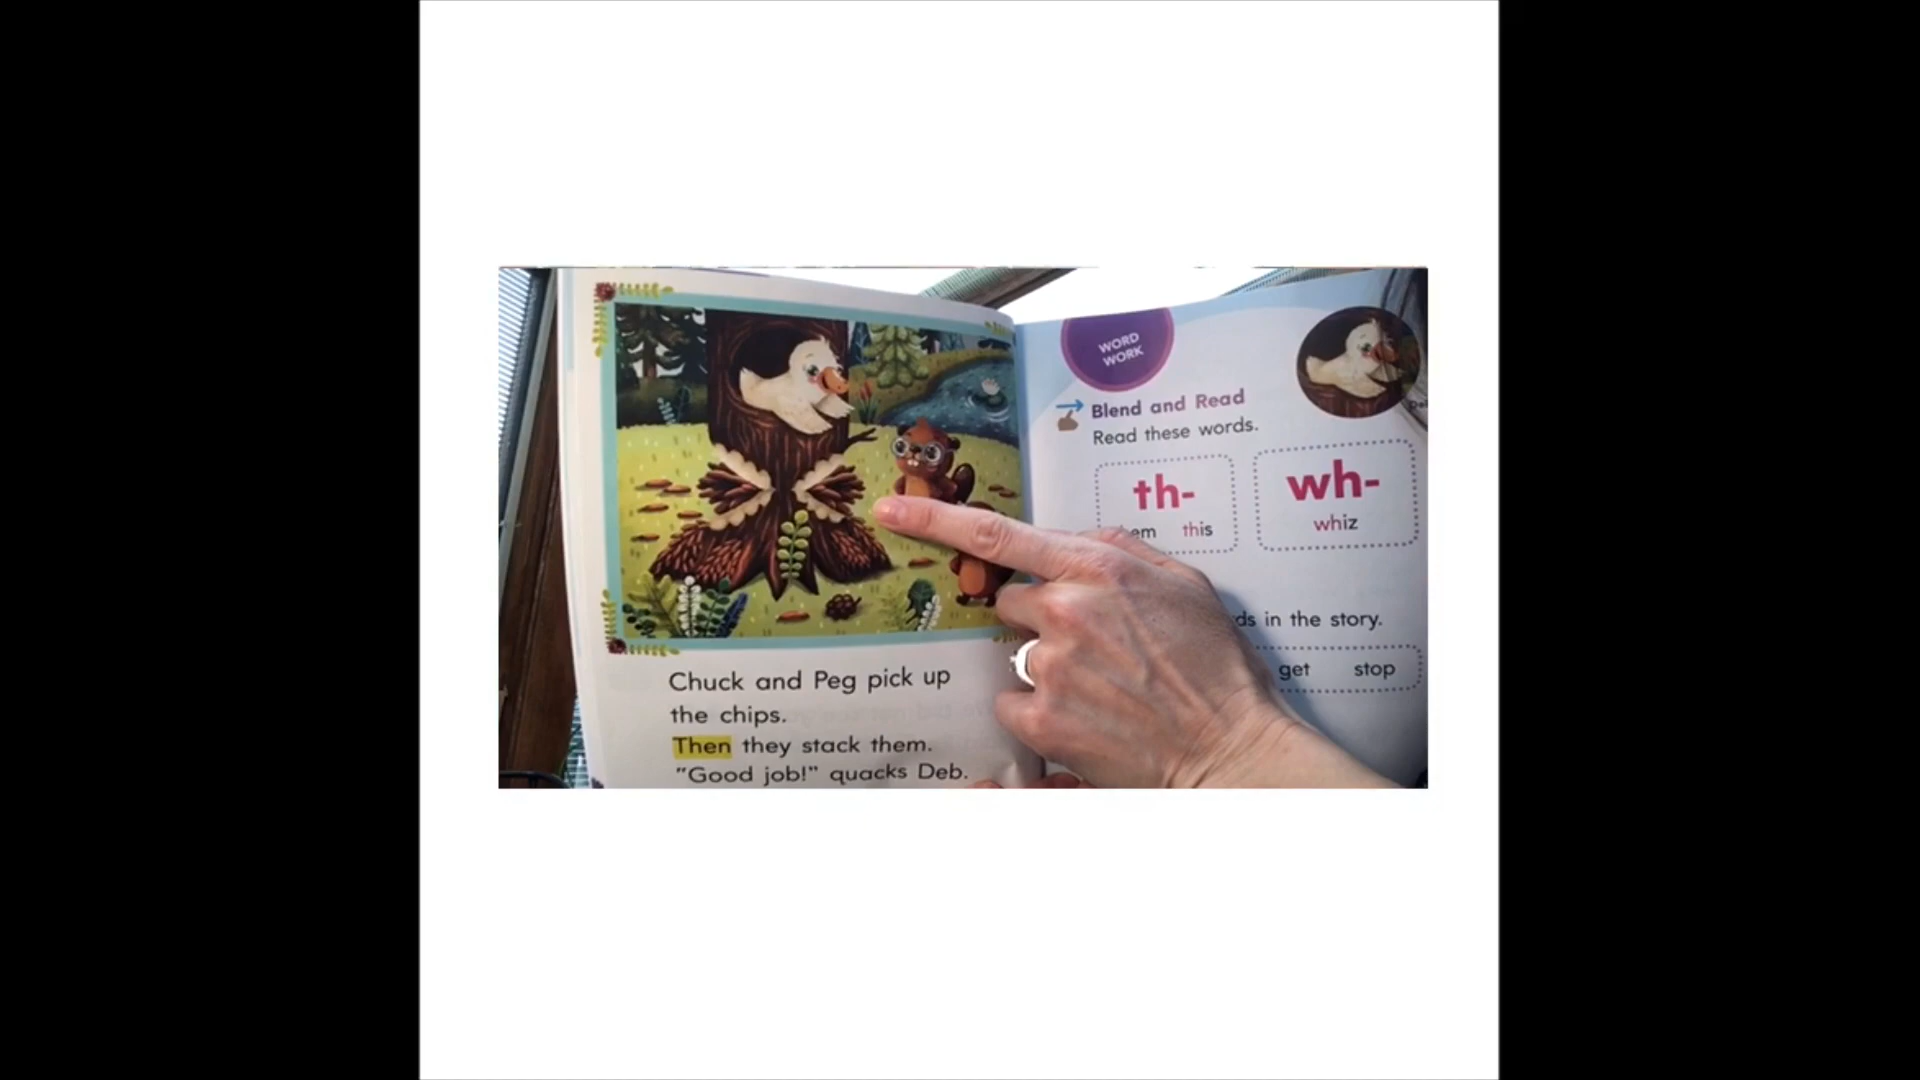 Chuck and Peg pick up
the chips.
Then they stack them.
"Good job!" quacks Deb.
WORD
WORK
Blend and Read
Read these words.
th-
this
wh-
whiz
in the story.
get stop